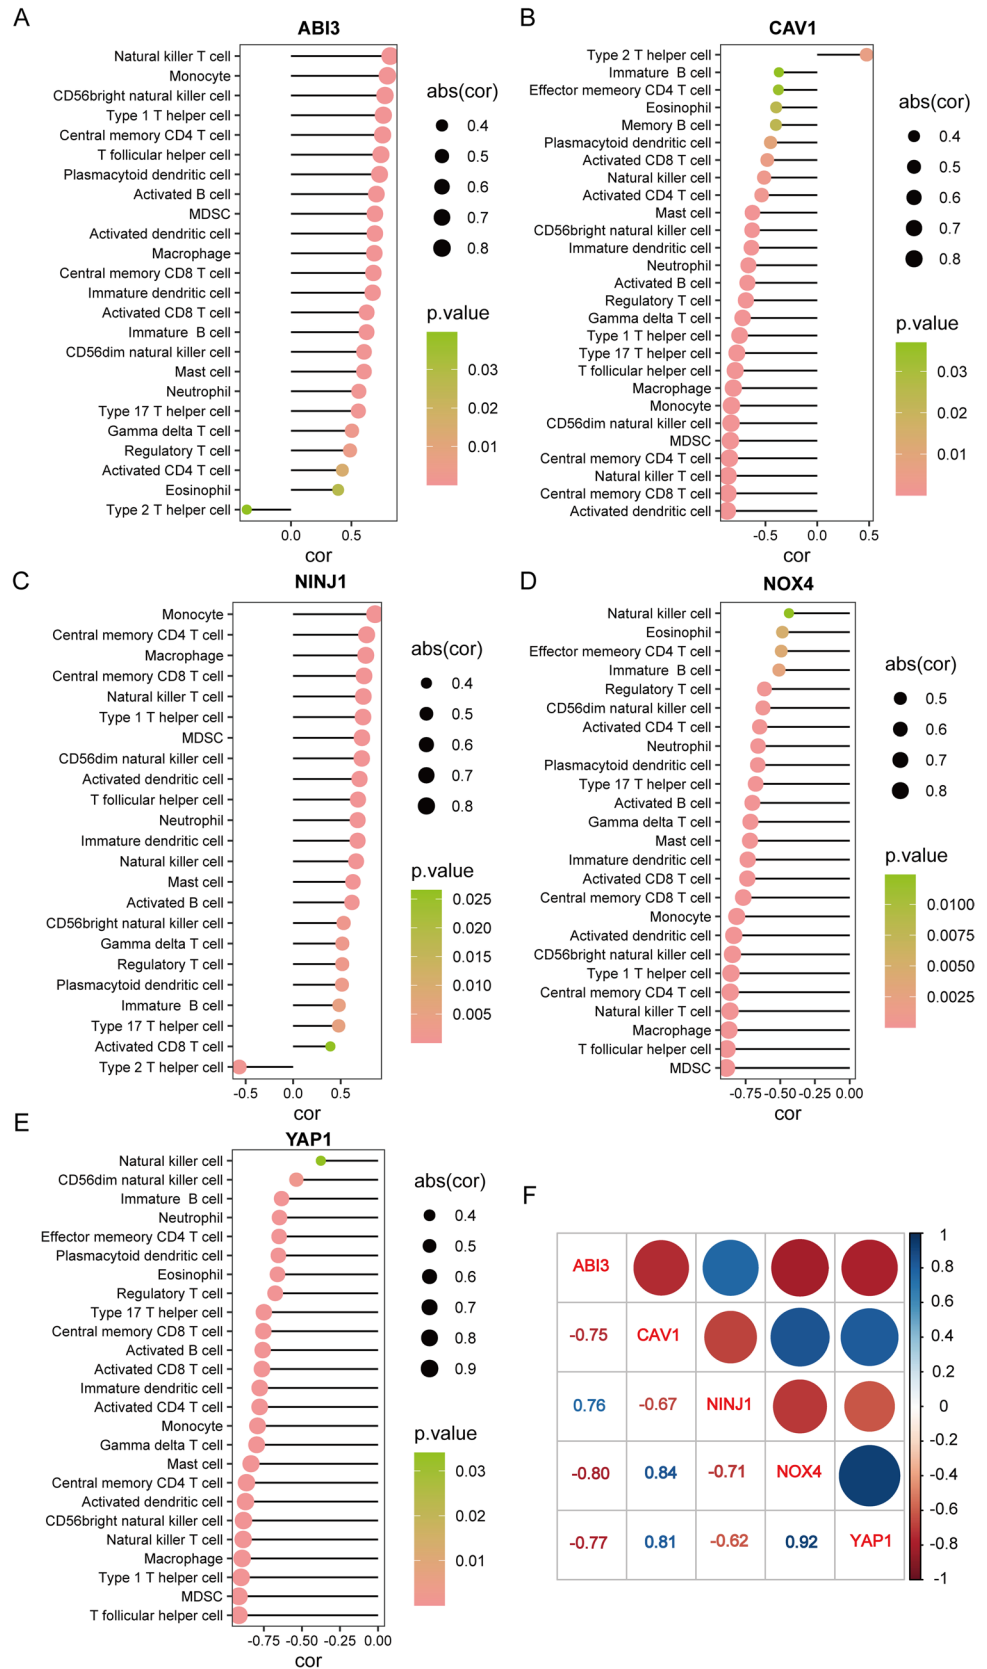 A
ABI3
Natural killer T cell
Monocyte
CD56bright natural killer cell
Type 1 T helper cell
Central memory CD4 T cell
T follicular helper cell
Plasmacytoid dendritic cell
Activated B cell
MDSC
Activated dendritic cell
Macrophage
Central memory CD8 T cell
Immature dendritic cell
Activated CD8 T cell
Immature B cell
CD56dim natural killer cell
Mast cell
Neutrophil
Type 17 T helper cell
Gamma delta T cell
Regulatory T cell
Activated CD4 T cell
Eosinophil
Type 2 T helper cell
0.0 0.5
cor
abs(cor)
0.4
0.5
0.6
0.7
0.8
p.value
0.03
0.02
0.01
B
CAV1
Type 2 T helper cell
Immature B cell
Effector memeory CD4 T cell
Eosinophil
Memory B cell
Plasmacytoid dendritic cell
Activated CD8 T cell
Natural killer cell
Activated CD4 T cell
Mast cell
CD56bright natural killer cell
Immature dendritic cell
Neutrophil
Activated B cell
Regulatory T cell
Gamma delta T cell
Type 1 T helper cell
Type 17 T helper cell
T follicular helper cell
Macrophage
Monocyte
CD56dim natural killer cell
MDSC
Central memory CD4 T cell
Natural killer T cell
Central memory CD8 T cell
Activated dendritic cell
-0.5 0.0 0.5
cor
abs(cor)
0.4
0.5
0.6
0.7
0.8
p.value
0.03
0.02
0.01
C
NINJ1
Monocyte
Central memory CD4 T cell
Macrophage
Central memory CD8 T cell
Natural killer T cell
Type 1 T helper cell
MDSC
CD56dim natural killer cell
Activated dendritic cell
T follicular helper cell
Neutrophil
Immature dendritic cell
Natural killer cell
Mast cell
Activated B cell
CD56bright natural killer cell
Gamma delta T cell
Regulatory T cell
Plasmacytoid dendritic cell
Immature B cell
Type 17 T helper cell
Activated CD8 T cell
Type 2 T helper cell
-0.5 0.0 0.5
cor
abs(cor)
0.4
0.5
0.6
0.7
0.8
p.value
0.025
0.020
0.015
0.010
0.005
D
NOX4
Natural killer cell
Eosinophil
Effector memeory CD4 T cell
Immature B cell
Regulatory T cell
CD56dim natural killer cell
Activated CD4 T cell
Neutrophil
Plasmacytoid dendritic cell
Type 17 T helper cell
Activated B cell
Gamma delta T cell
Mast cell
Immature dendritic cell
Activated CD8 T cell
Central memory CD8 T cell
Monocyte
Activated dendritic cell
CD56bright natural killer cell
Type 1 T helper cell
Central memory CD4 T cell
Natural killer T cell
Macrophage
T follicular helper cell
MDSC
-0.75 -0.50 -0.25 0.00
cor
abs(cor)
0.5
0.6
0.7
0.8
p.value
0.0100
0.0075
0.0050
0.0025
E
YAP1
Natural killer cell
CD56dim natural killer cell
Immature B cell
Neutrophil
Effector memeory CD4 T cell
Plasmacytoid dendritic cell
Eosinophil
Regulatory T cell
Type 17 T helper cell
Central memory CD8 T cell
Activated B cell
Activated CD8 T cell
Immature dendritic cell
Activated CD4 T cell
Monocyte
Gamma delta T cell
Mast cell
Central memory CD4 T cell
Activated dendritic cell
CD56bright natural killer cell
Natural killer T cell
Macrophage
Type 1 T helper cell
MDSC
T follicular helper cell
-0.75 -0.50 -0.25 0.00
cor
abs(cor)
0.4
0.5
0.6
0.7
0.8
0.9
p.value
0.03
0.02
0.01
F
ABI3
-0.75 CAV1
0.76 -0.67 NINJ1
-0.80 0.84 -0.71 NOX4
-0.77 0.81 -0.62 0.92 YAP1
1
0.8
0.6
0.4
0.2
0
-0.2
-0.4
-0.6
-0.8
-1